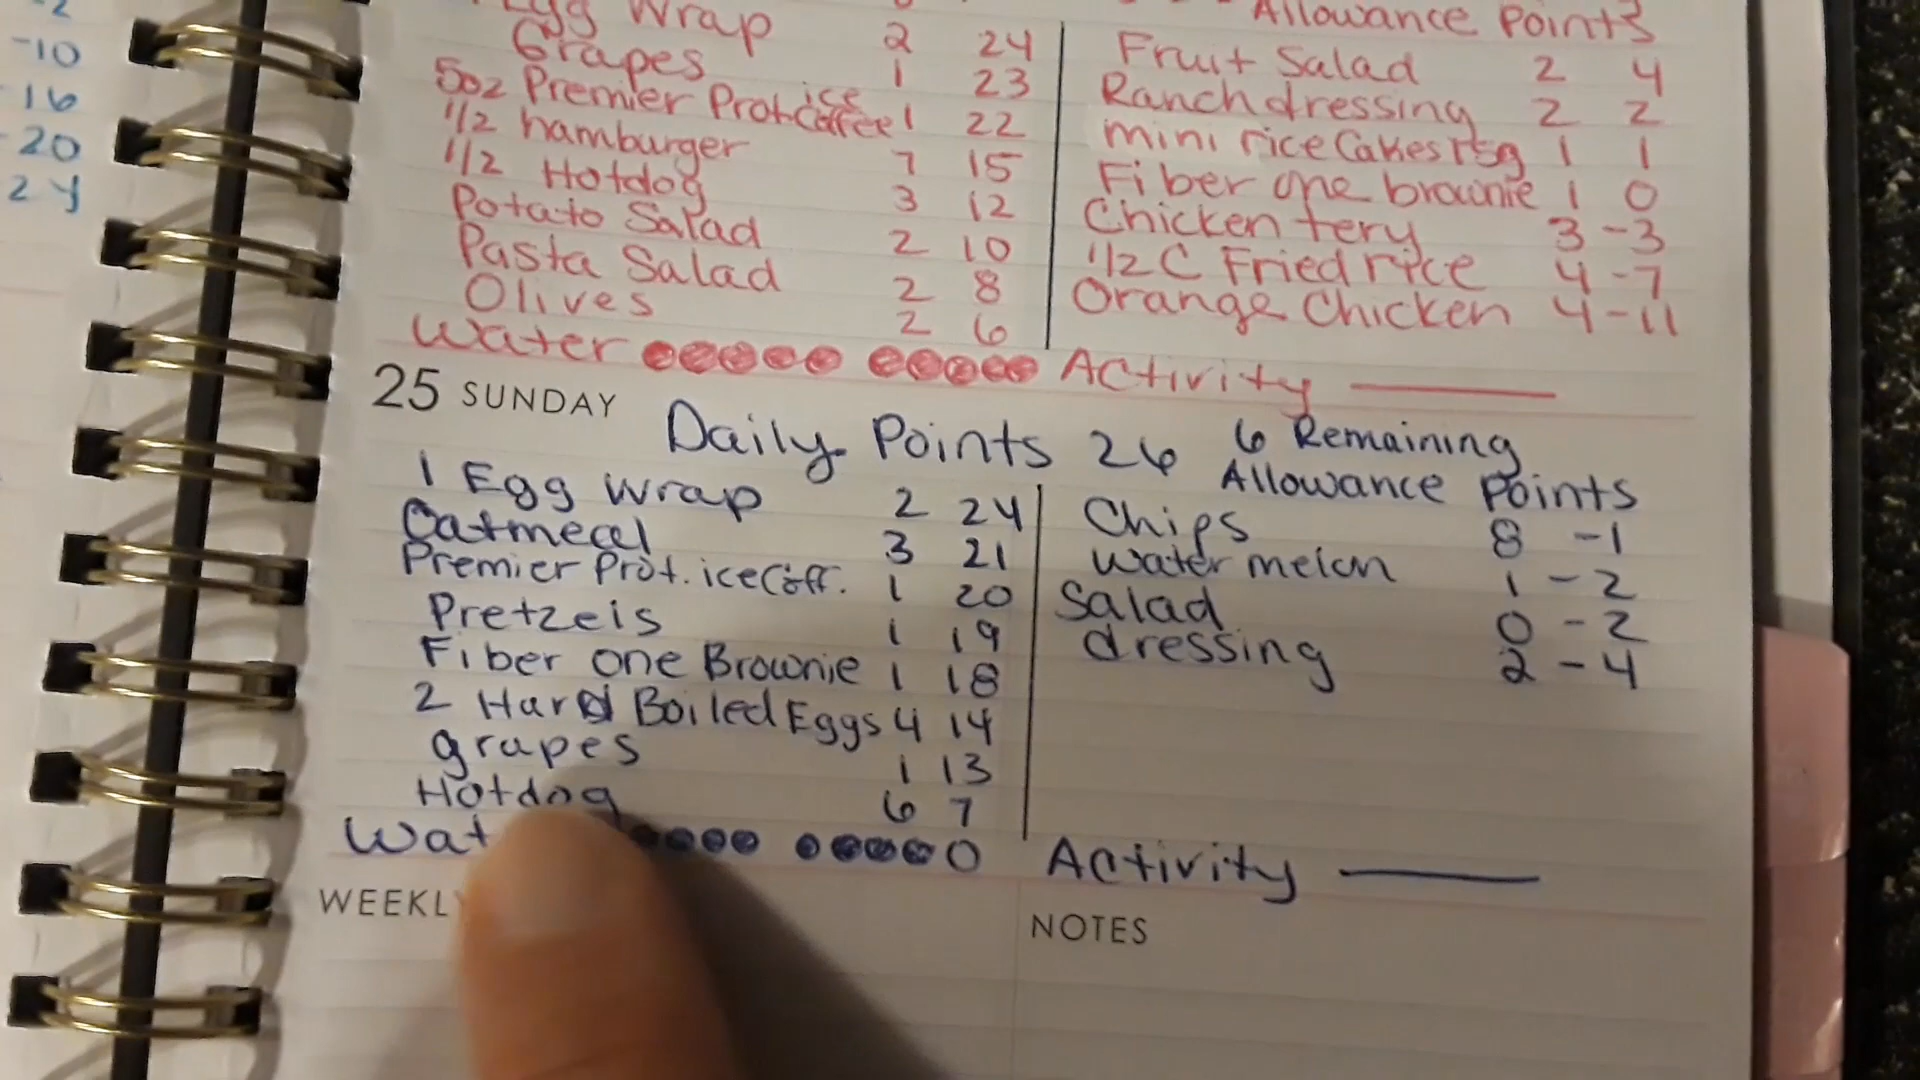 -10
16
20
24
Egg Wrap 2 24
Grapes 1 23
5oz Premier Prot. ice Coffee 1 22
1/2 hamburger 7 15
1/2 Hotdog 3 12
Potato Salad 2 10
Pasta Salad 2 8
Olives 2 6
Water
Allowance Points
Fruit Salad 2 4
Ranch dressing 2 2
mini rice Cakes 1 1
Fiber one brownie 1 0
Chicken tery 3 -3
1/2 C Fried rice 4 -7
Orange Chicken 4 -11
Activity
25 SUNDAY
Daily Points 26
6 Remaining
Allowance Points
1 Egg Wrap 2 24
Oatmeal 3 21
Premier Prot. ice Coff. 1 20
Pretzels 1 19
Fiber one Brownie 1 18
2 Hard Boiled Eggs 4 14
grapes 1 13
Hotdog 6 7
Wat 0
Chips 8 -1
Water melon 1 -2
Salad 0 -2
dressing 2 -4
Activity
WEEKLY
NOTES